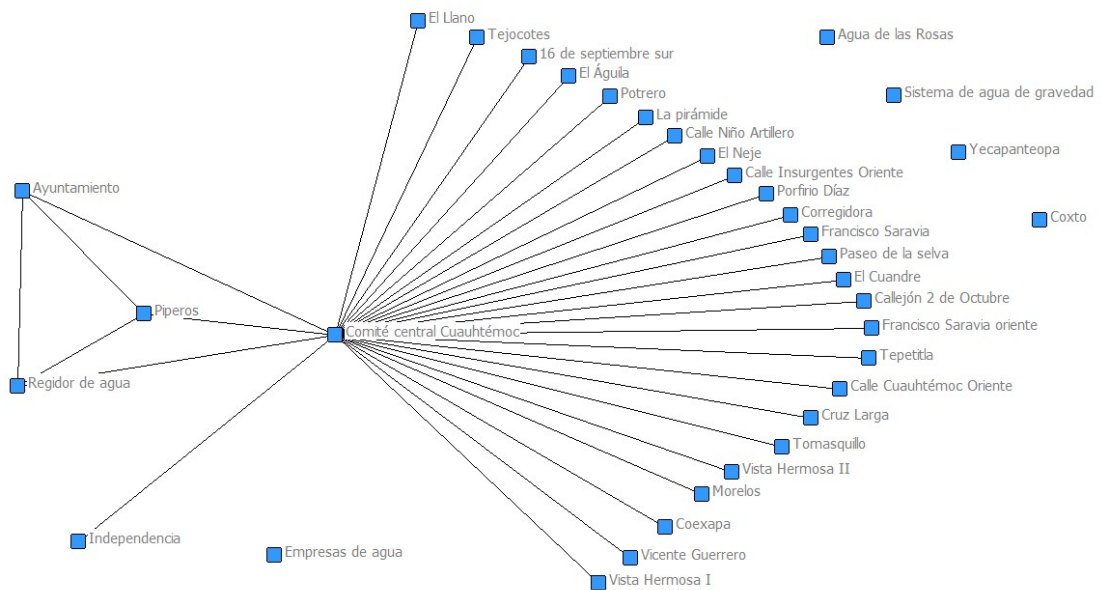 El Llano
Tejocotes
16 de septiembre sur
El Águila
Potrero
La pirámide
Calle Niño Artillero
El Neje
Calle Insurgentes Oriente
Porfirio Díaz
Corregidora
Francisco Saravia
Paseo de la selva
El Cuandre
Callejón 2 de Octubre
Francisco Saravia oriente
Tepetitla
Calle Cuauhtémoc Oriente
Cruz Larga
Tomasquillo
Vista Hermosa II
Morelos
Coexapa
Vicente Guerrero
Vista Hermosa I
Agua de las Rosas
Sistema de agua de gravedad
Yecapanteopa
Coxto
Ayuntamiento
Piperos
Comité central Cuauhtémoc
Regidor de agua
Independencia
Empresas de agua